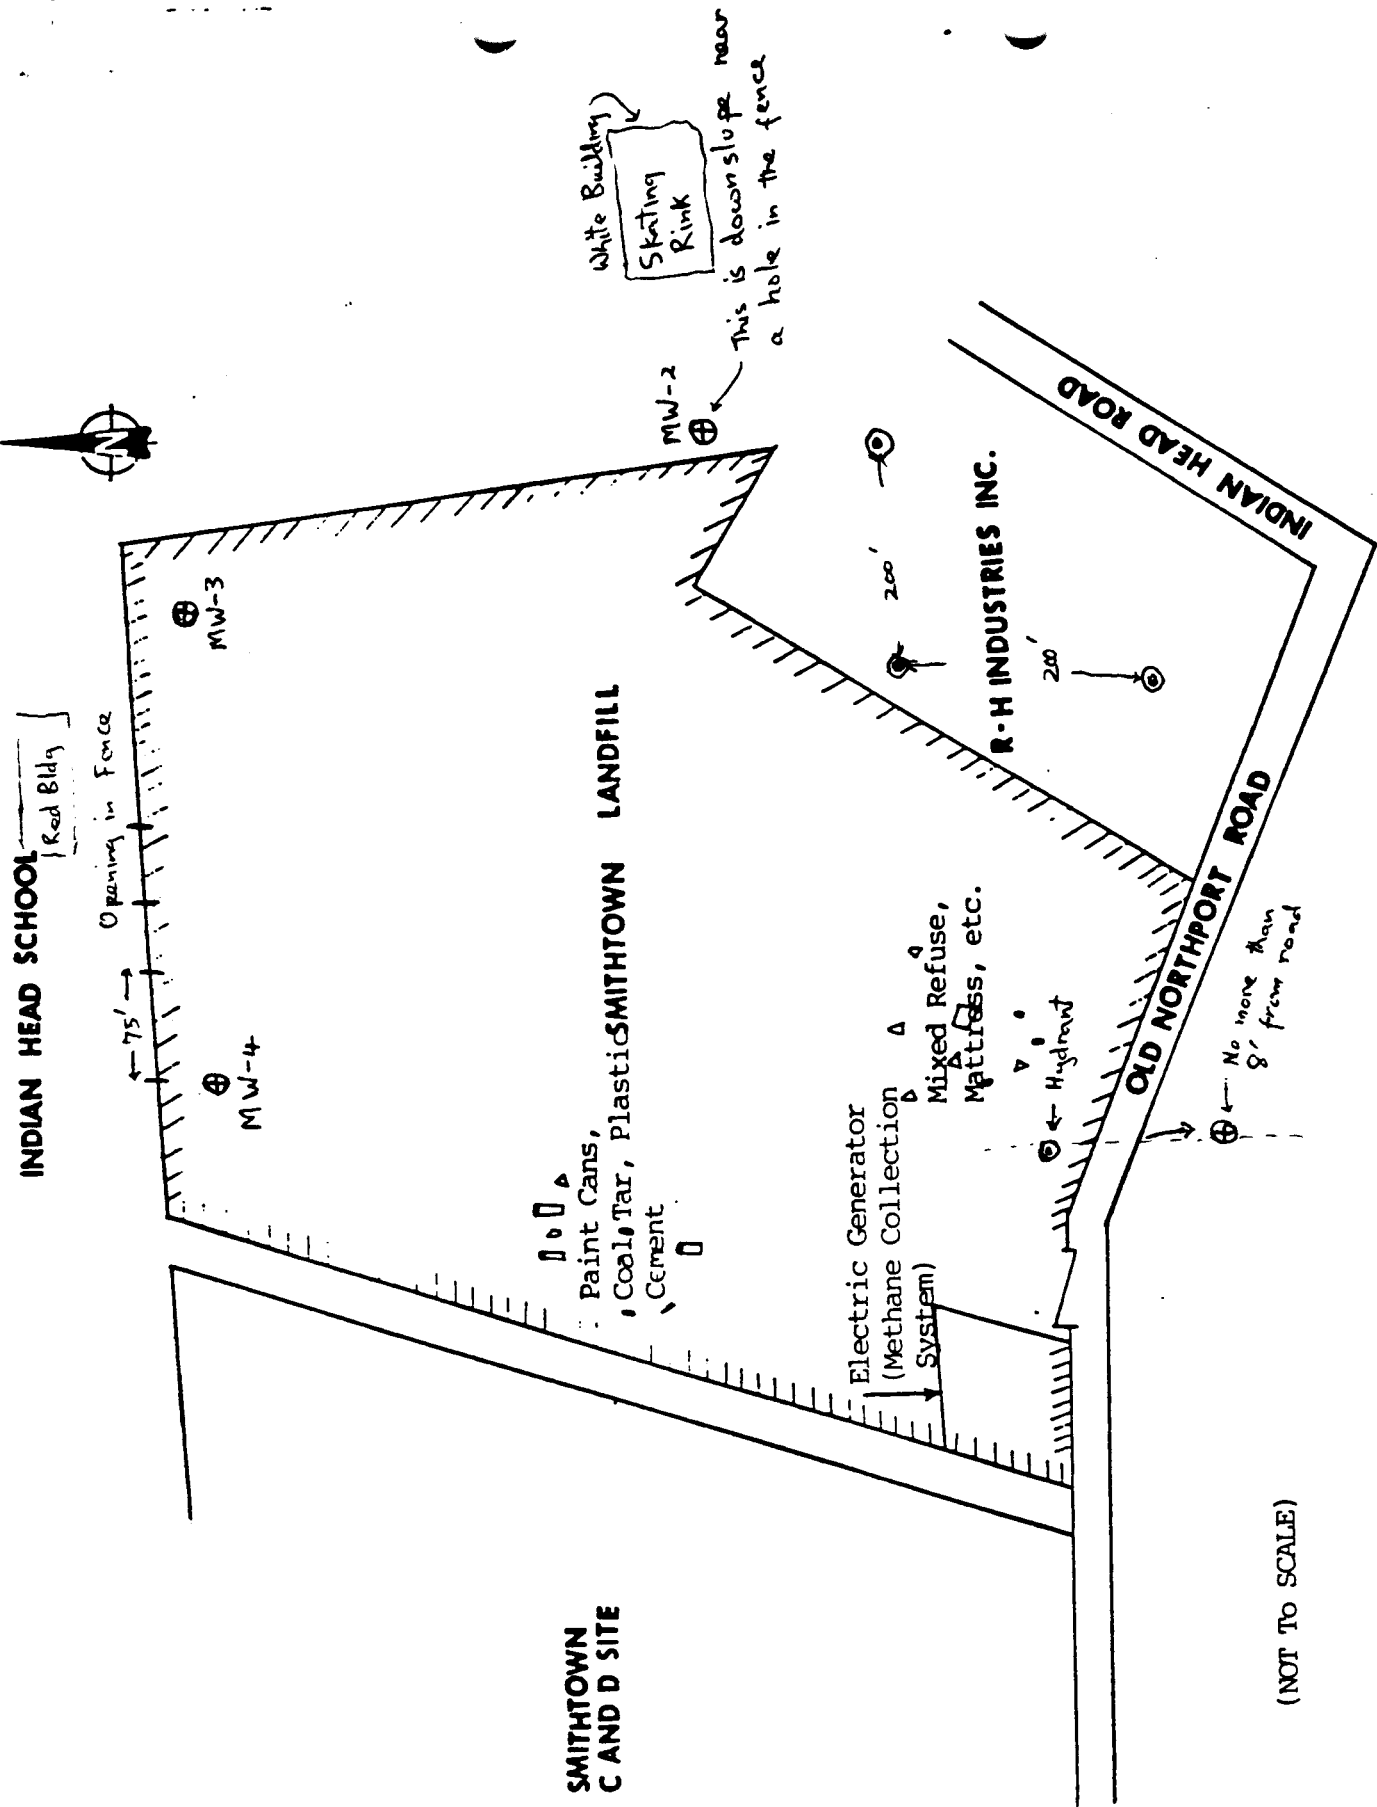 INDIAN HEAD SCHOOL
Red Bldg
Opening in Fence
75'
N
MW-4
MW-3
MW-2
White Building
Skating
Rink
This is downslope near
a hole in the fence
SMITHTOWN
C AND D SITE
Paint Cans,
Coal, Tar, Plastic
Cement
SMITHTOWN LANDFILL
Electric Generator
(Methane Collection
System)
Mixed Refuse,
Mattress, etc.
Hydrant
200'
R-H INDUSTRIES INC.
200'
INDIAN HEAD ROAD
OLD NORTHPORT ROAD
No more than
8' from road
(NOT TO SCALE)